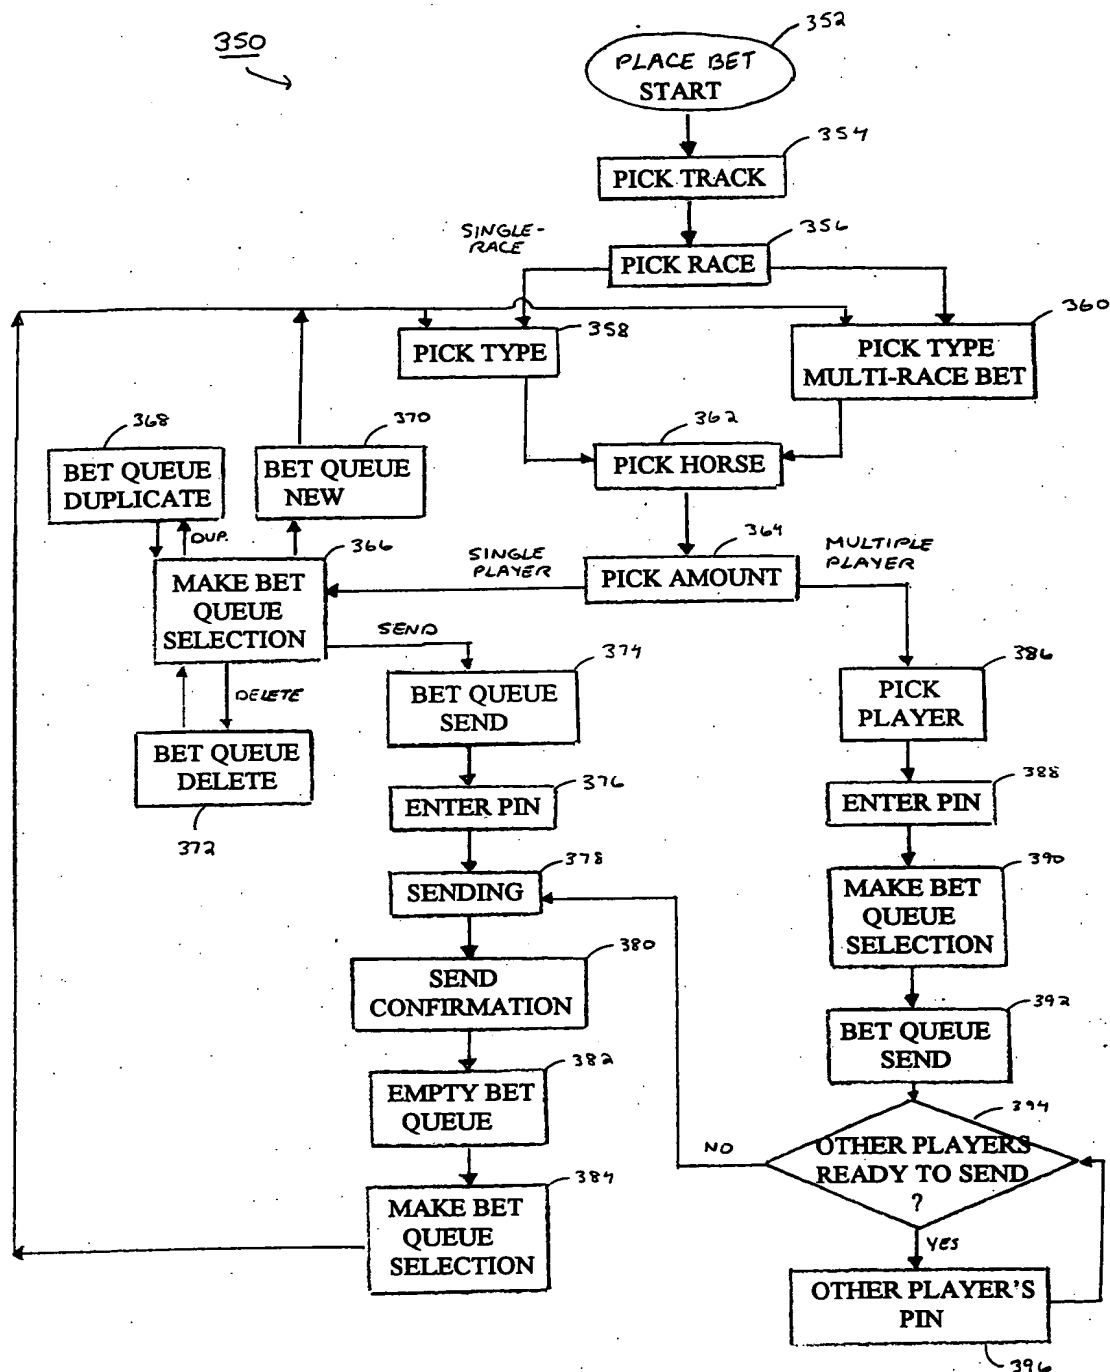 350
352
PLACE BET
START
354
PICK TRACK
356
SINGLE-
RACE
PICK RACE
358
PICK TYPE
360
PICK TYPE
MULTI-RACE BET
368
BET QUEUE
DUPLICATE
370
BET QUEUE
NEW
362
PICK HORSE
DUP.
366
MAKE BET
QUEUE
SELECTION
SINGLE
PLAYER
364
PICK AMOUNT
MULTIPLE
PLAYER
SEND
374
BET QUEUE
SEND
386
PICK
PLAYER
DELETE
BET QUEUE
DELETE
372
376
ENTER PIN
388
ENTER PIN
378
SENDING
390
MAKE BET
QUEUE
SELECTION
380
SEND
CONFIRMATION
392
BET QUEUE
SEND
382
EMPTY BET
QUEUE
394
OTHER PLAYERS
READY TO SEND
?
NO
YES
384
MAKE BET
QUEUE
SELECTION
OTHER PLAYER'S
PIN
396